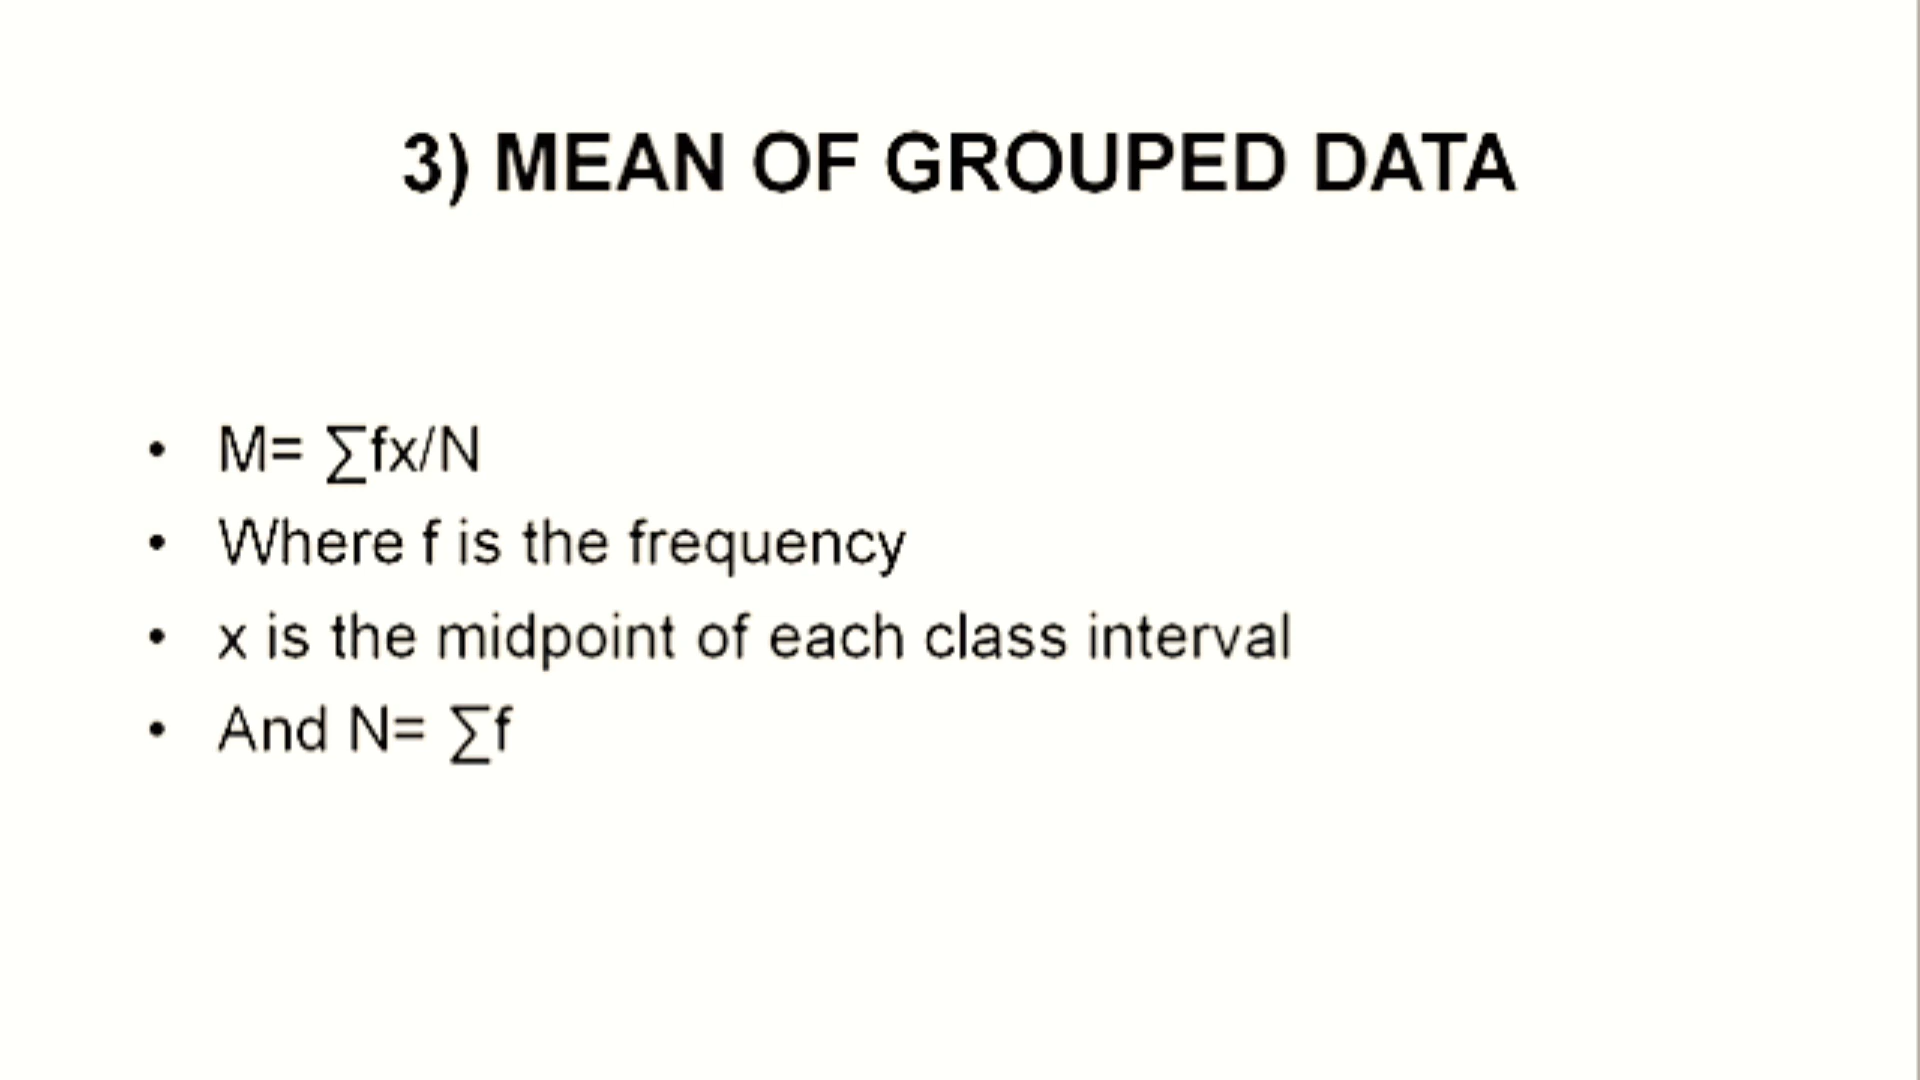 3) MEAN OF GROUPED DATA
• M= ∑fx/N
• Where f is the frequency
• x is the midpoint of each class interval
• And N= ∑f